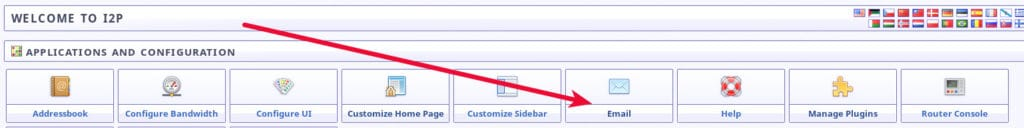 WELCOME TO I2P
APPLICATIONS AND CONFIGURATION
Addressbook
Configure Bandwidth
Configure UI
Customize Home Page
Customize Sidebar
Email
Help
Manage Plugins
Router Console